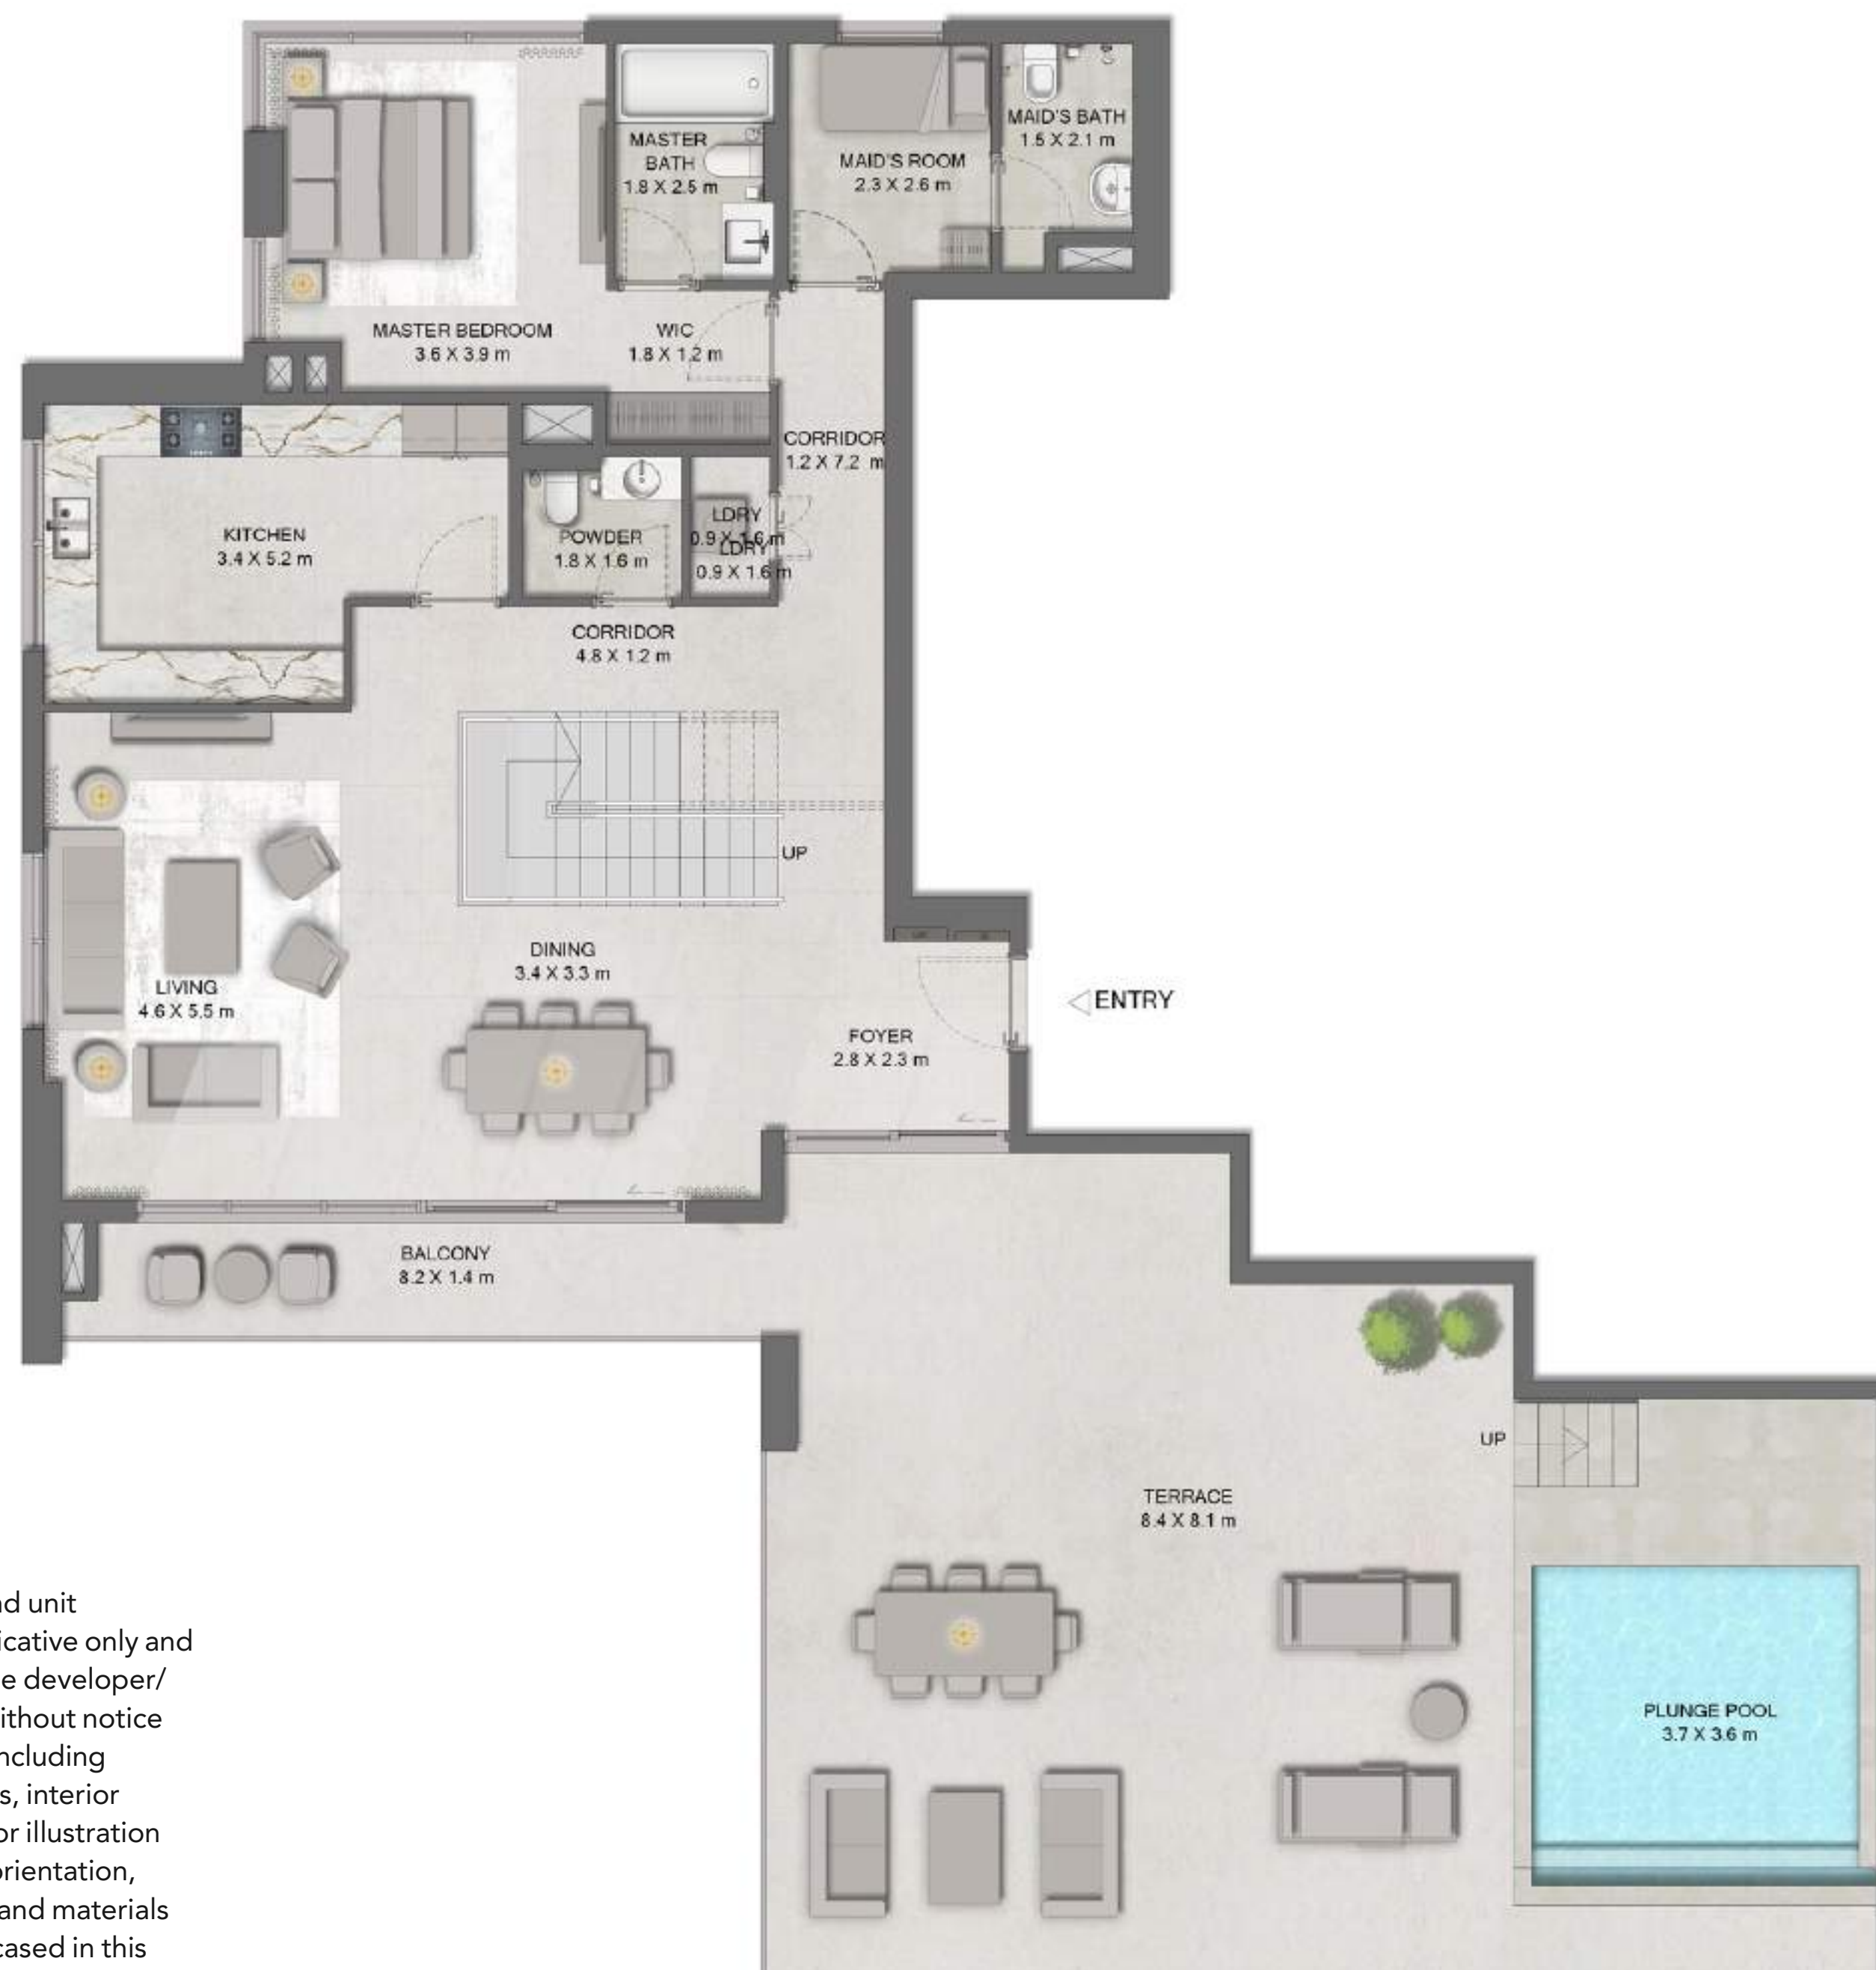 MASTER
BATH
1.8 X 2.5 m
MAID'S ROOM
2.3 X 2.6 m
MAID'S BATH
1.5 X 2.1 m
MASTER BEDROOM
3.6 X 3.9 m
WIC
1.8 X 1.2 m
CORRIDOR
1.2 X 7.2 m
KITCHEN
3.4 X 5.2 m
POWDER
1.8 X 1.6 m
LDRY
0.9 X 1.6 m
LDRY
0.9 X 1.6 m
CORRIDOR
4.8 X 1.2 m
UP
DINING
3.4 X 3.3 m
LIVING
4.6 X 5.5 m
ENTRY
FOYER
2.8 X 2.3 m
BALCONY
8.2 X 1.4 m
UP
TERRACE
8.4 X 8.1 m
PLUNGE POOL
3.7 X 3.6 m
nd unit
licative only and
e developer/
ithout notice
ncluding
s, interior
or illustration
orientation,
and materials
cased in this